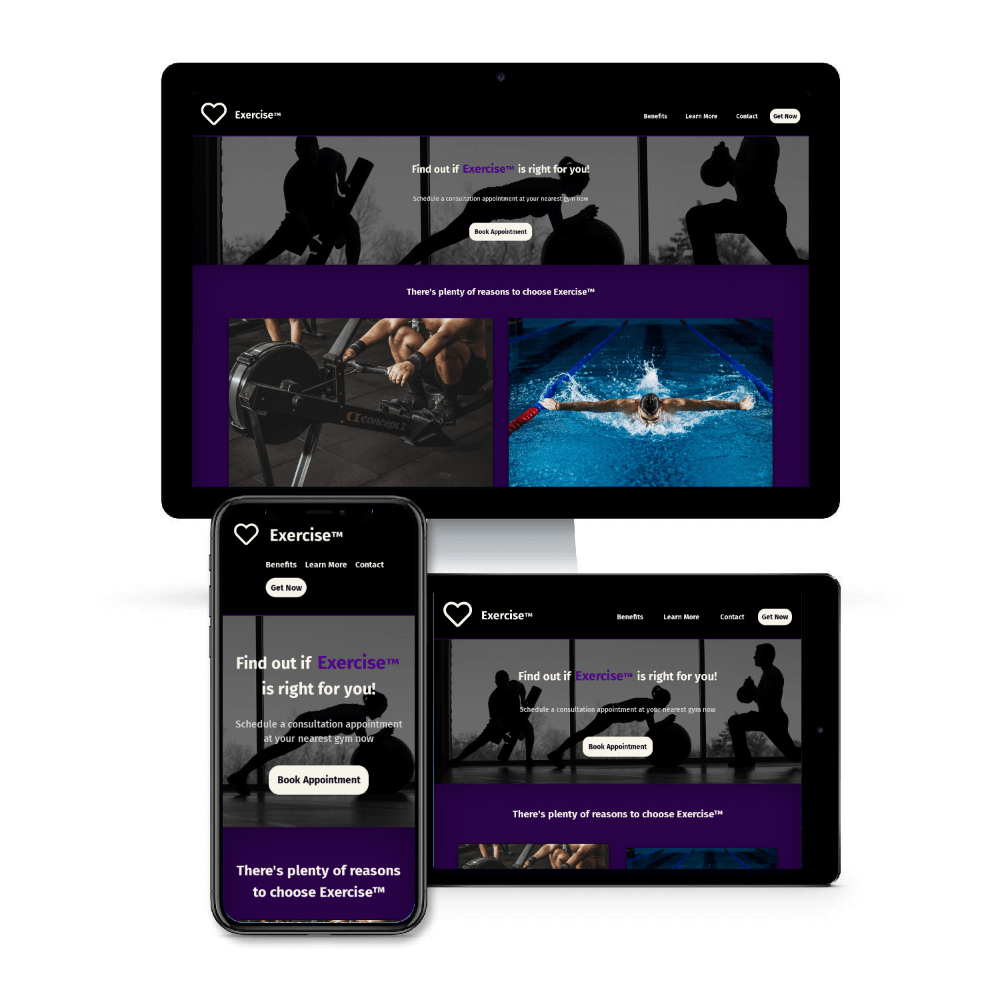 Exercise™
Benefits
Learn More
Contact
Get Now
Find out if Exercise™ is right for you!
Schedule a consultation appointment at your nearest gym now
Book Appointment
There's plenty of reasons to choose Exercise™
concept 2
Exercise™
Benefits
Learn More
Contact
Get Now
Find out if Exercise™
is right for you!
Schedule a consultation appointment
at your nearest gym now
Book Appointment
There's plenty of reasons
to choose Exercise™
Exercise™
Benefits
Learn More
Contact
Get Now
Find out if Exercise™ is right for you!
Schedule a consultation appointment at your nearest gym now
Book Appointment
There's plenty of reasons to choose Exercise™